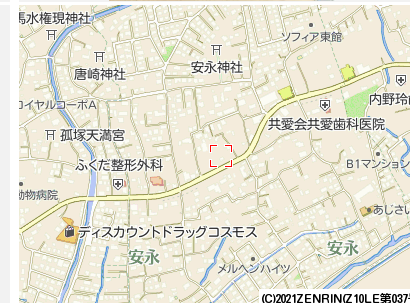 馬水権現神社
ソフィア東館
唐崎神社
安永神社
ロイヤルコーポA
内野玲
共愛会共愛歯科医院
孤塚天満宮
ふくだ整形外科
B1マンション
動物病院
あじさい
ディスカウントドラッグコスモス
安永
安永
メルヘンハイツ
(C)2021ZENRIN(Z10LE第037